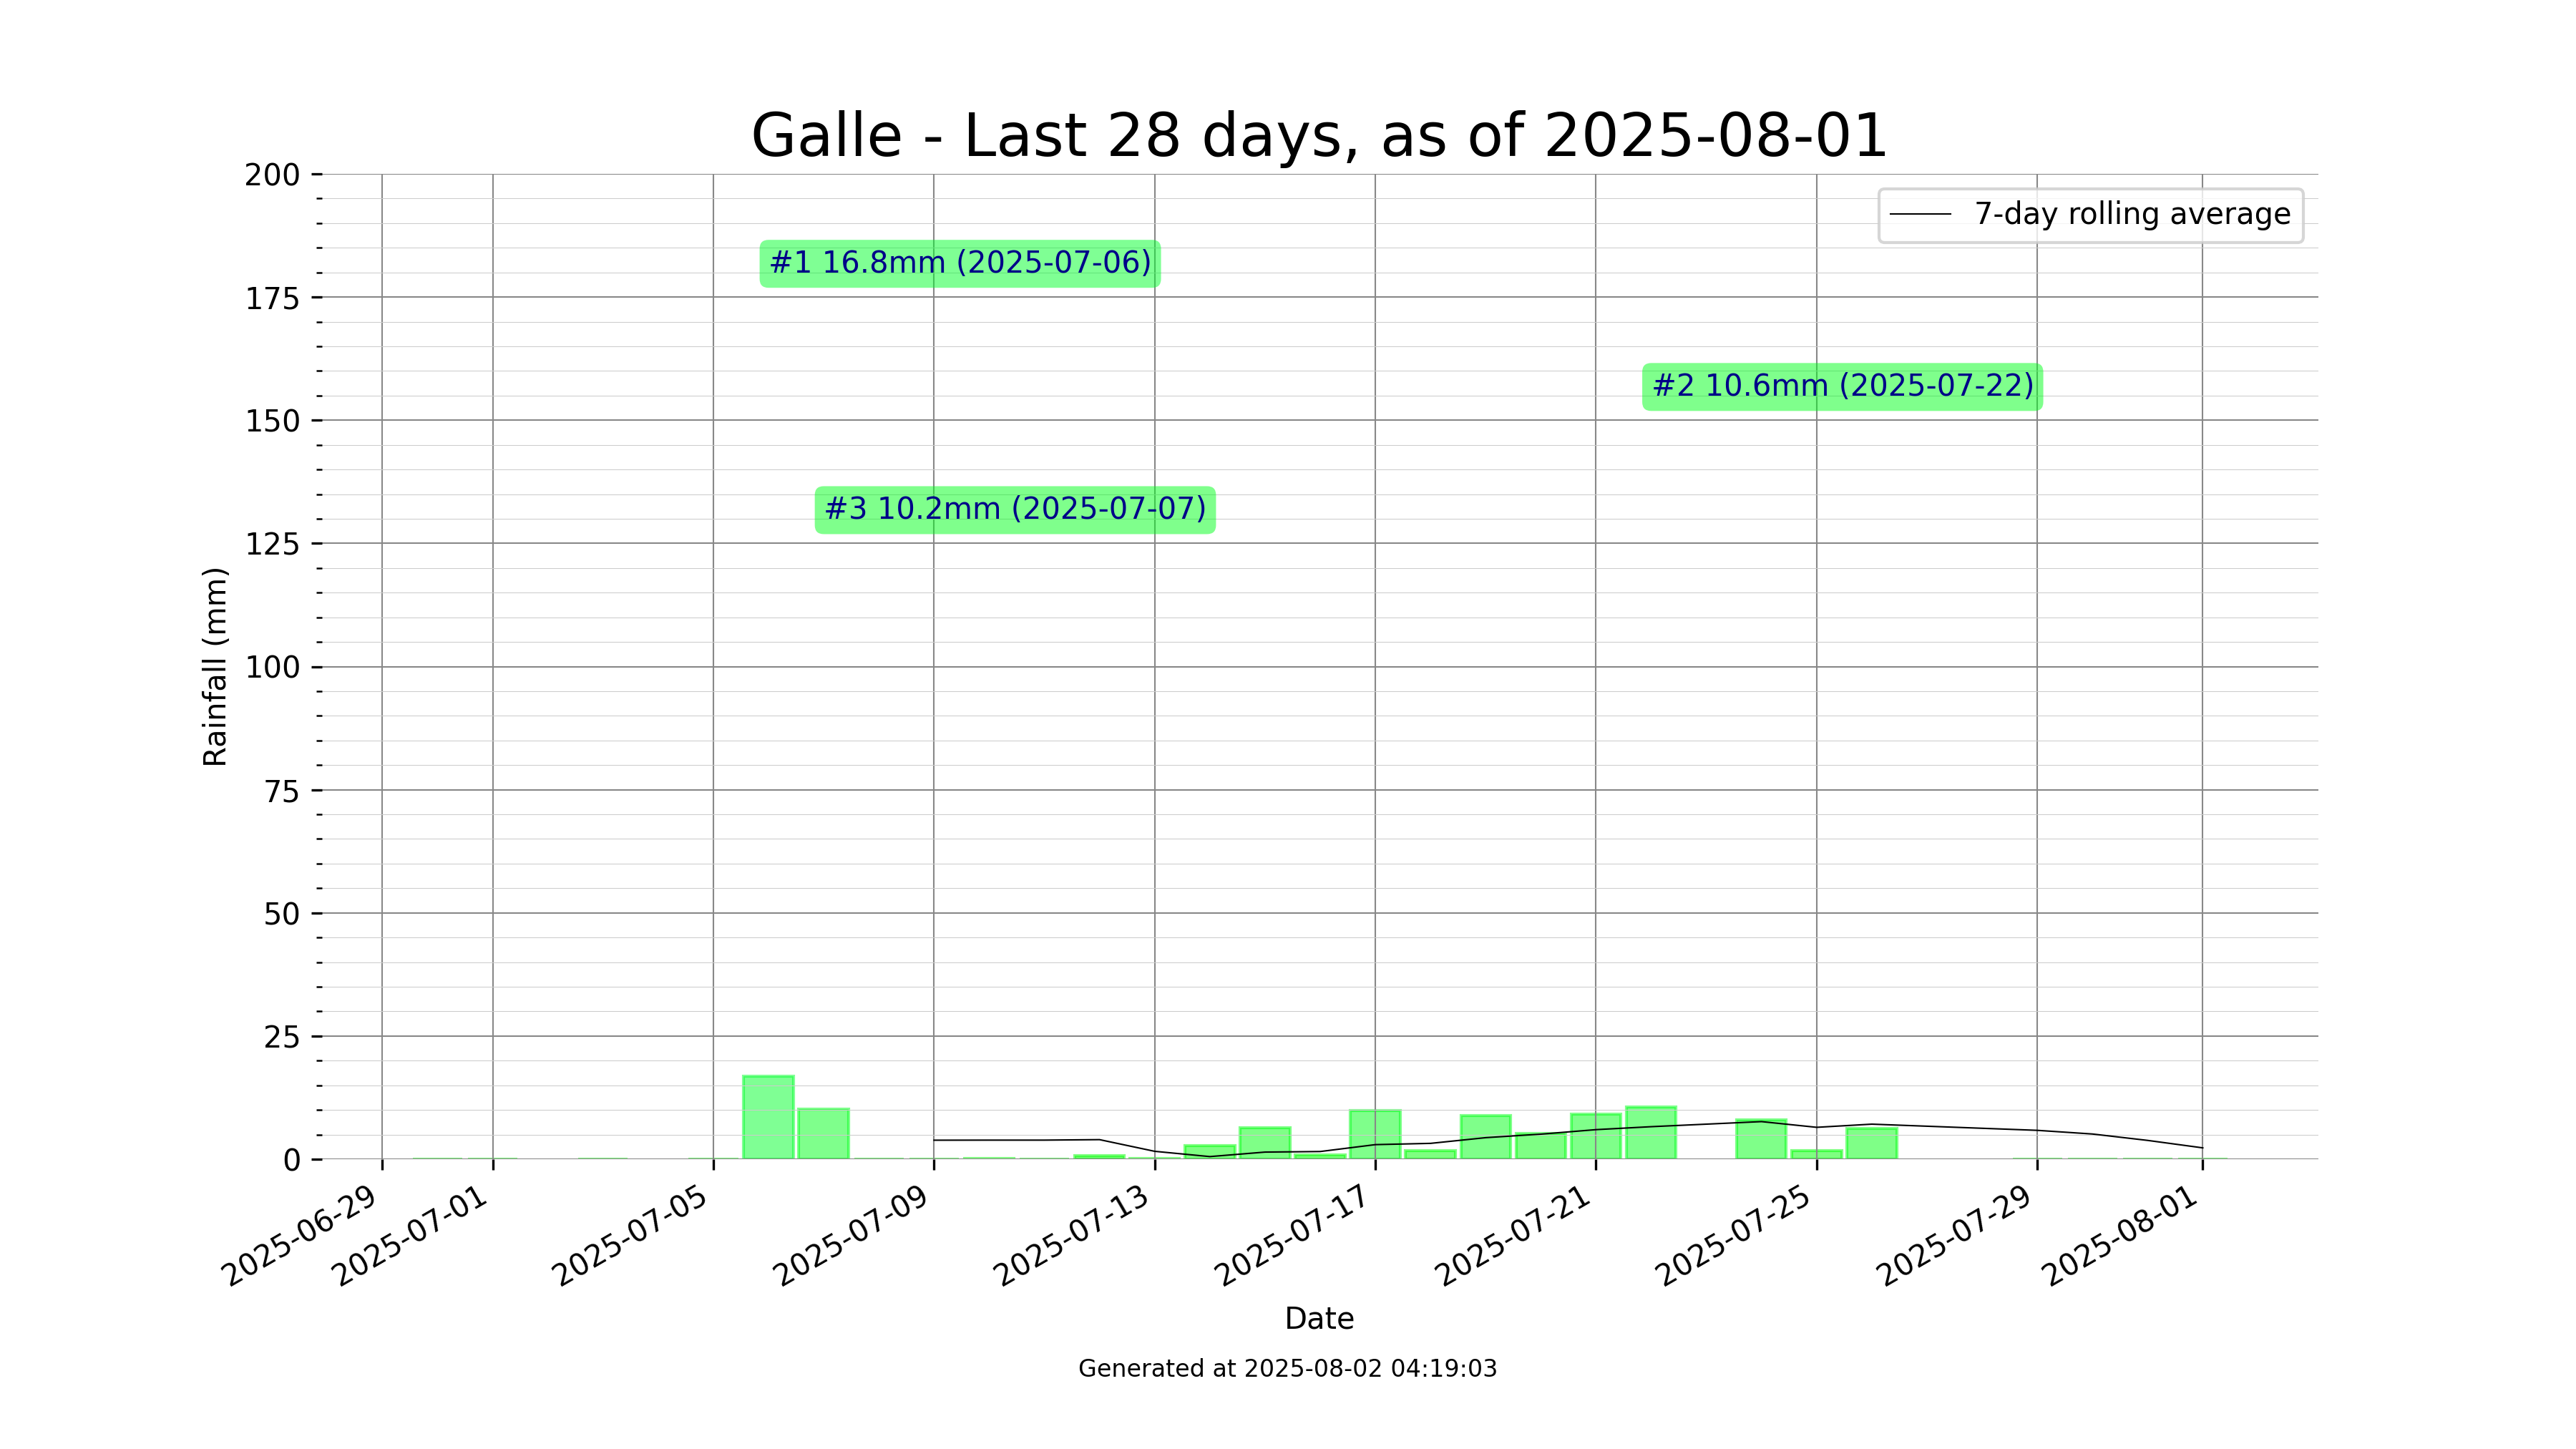 Galle - Last 28 days, as of 2025-08-01
200
175
150
125
100
75
50
25
0
Rainfall (mm)
7-day rolling average
#1 16.8mm (2025-07-06)
#2 10.6mm (2025-07-22)
#3 10.2mm (2025-07-07)
2025-06-29
2025-07-01
2025-07-05
2025-07-09
2025-07-13
2025-07-17
2025-07-21
2025-07-25
2025-07-29
2025-08-01
Date
Generated at 2025-08-02 04:19:03